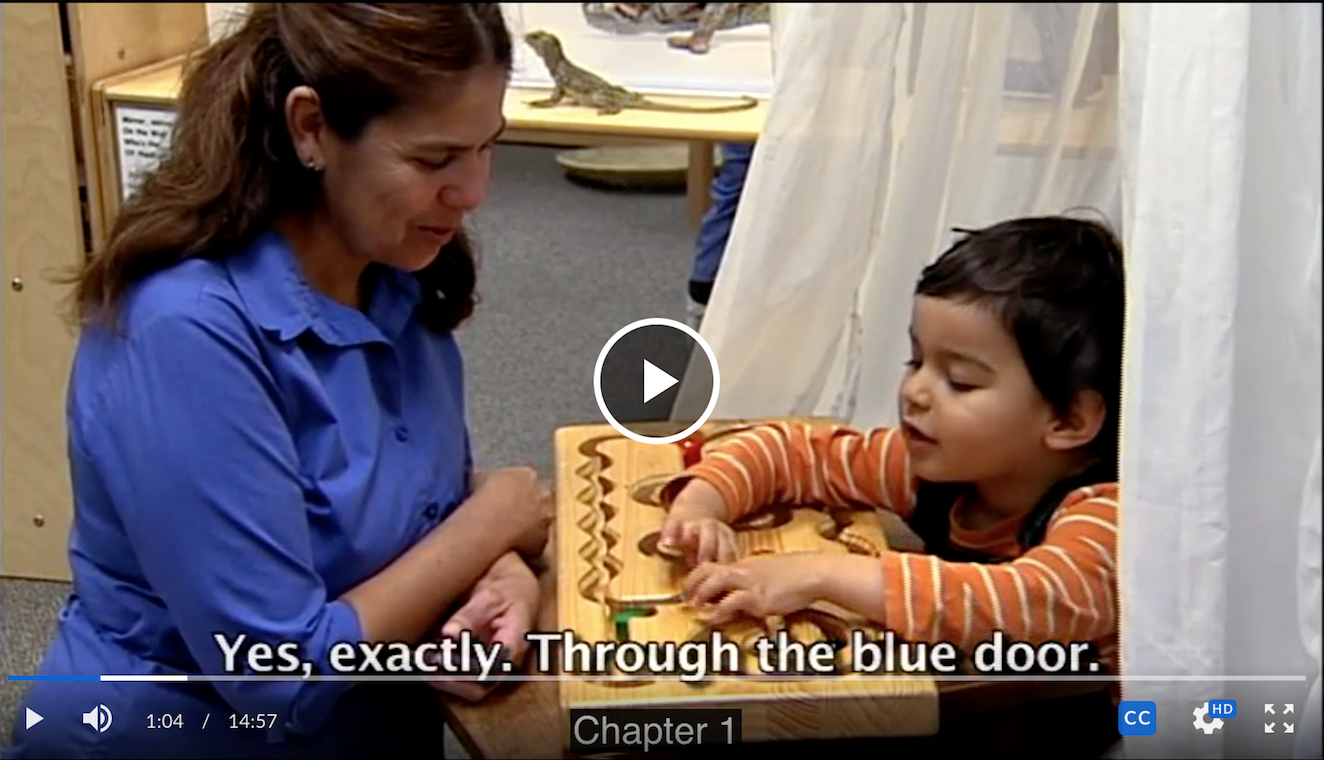 Yes, exactly. Through the blue door.
1:04 / 14:57
Chapter 1
CC
HD